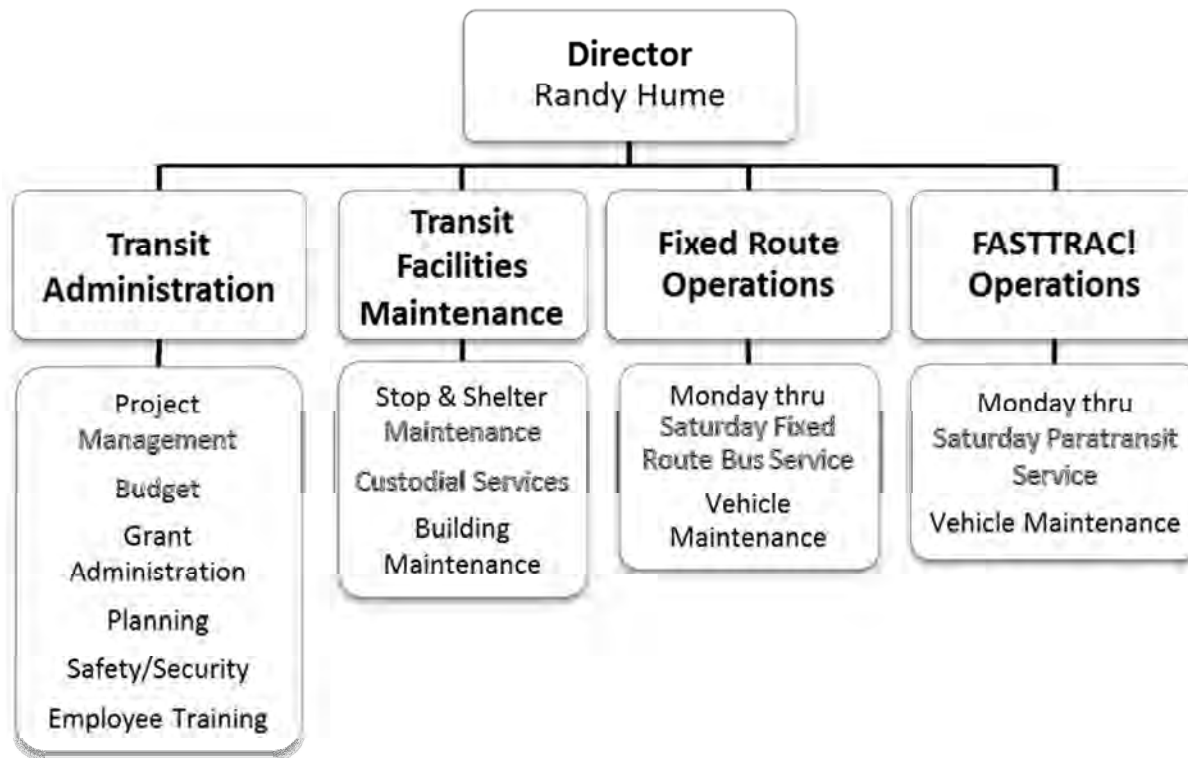 Director
Randy Hume
Transit
Administration
Transit
Facilities
Maintenance
Fixed Route
Operations
FASTTRAC!
Operations
Project
Management
Budget
Grant
Administration
Planning
Safety/Security
Employee Training
Stop & Shelter
Maintenance
Custodial Services
Building
Maintenance
Monday thru
Saturday Fixed
Route Bus Service
Vehicle
Maintenance
Monday thru
Saturday Paratransit
Service
Vehicle Maintenance